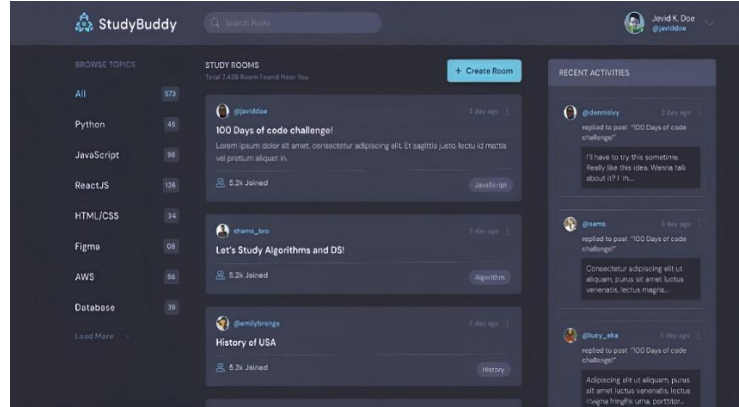 StudyBuddy
Search Posts
Javid K. Doe
@javiddoe
BROWSE TOPICS
All 573
Python 45
JavaScript 98
ReactJS 126
HTML/CSS 34
Figma 09
AWS 56
Database 39
Load More
STUDY ROOMS
Total 7,429 Room Found Near You
+ Create Room
@javiddoe 3 day ago
100 Days of code challenge!
Lorem ipsum dolor sit amet, consectetur adipiscing elit. Et sagittis justo lectu id mattis
vel pretium aliquet in.
5.2k Joined JavaScript
shams_bro 3 day ago
Let's Study Algorithms and DS!
5.2k Joined Algorithm
@emilybronge 3 day ago
History of USA
5.2k Joined History
RECENT ACTIVITIES
@dennisivy 3 day ago
replied to post "100 Days of code
challenge!"
I'll have to try this sometime.
Really like this idea. Wanna talk
about it? I'm...
@sams 3 day ago
replied to post "100 Days of code
challenge!"
Consectetur adipiscing elit ut
aliquam, purus sit amet luctus
venenatis, lectus magna...
@lucy_aka 3 day ago
replied to post "100 Days of code
challenge!"
Adipiscing elit ut aliquam, purus
sit amet luctus venenatis, lectus
magna fringilla urna, porttitor...